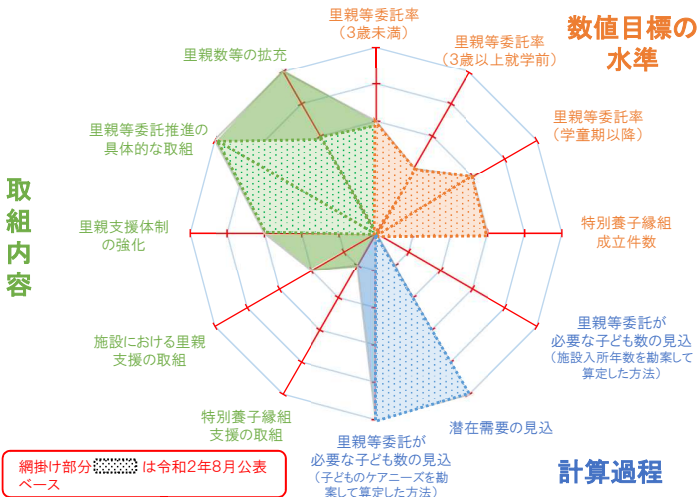 里親等委託率
（3歳未満）
数値目標の
水準
里親等委託率
（3歳以上就学前）
里親数等の拡充
里親等委託率
（学童期以降）
里親等委託推進の
具体的な取組
取
組
内
容
里親支援体制
の強化
特別養子縁組
成立件数
里親等委託が
必要な子ども数の見込
（施設入所年数を勘案して
算定した方法）
施設における里親
支援の取組
特別養子縁組
支援の取組
潜在需要の見込
里親等委託が
必要な子ども数の見込
（子どものケアニーズを勘
案して算定した方法）
計算過程
網掛け部分 は令和2年8月公表
ベース